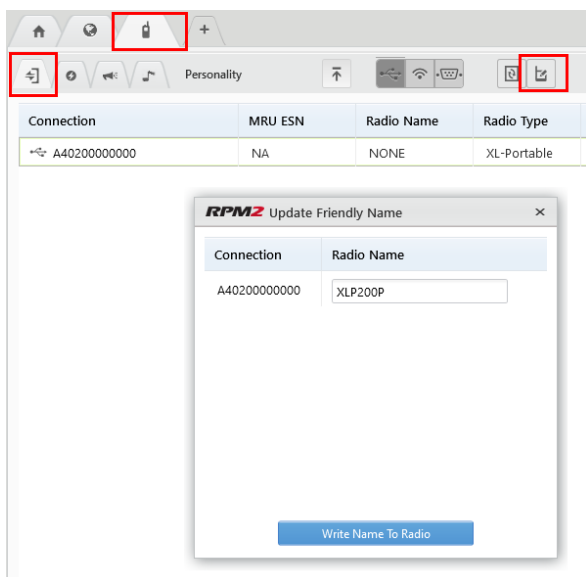 +
Personality
Connection MRU ESN Radio Name Radio Type
A40200000000 NA NONE XL-Portable
RPM2 Update Friendly Name ×
Connection Radio Name
A40200000000 XLP200P
Write Name To Radio